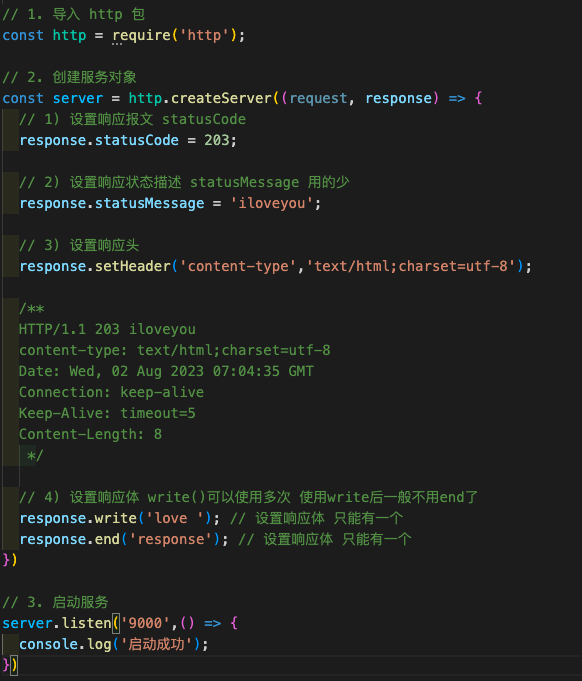 // 1. 导入 http 包
const http = require('http');
// 2. 创建服务对象
const server = http.createServer((request, response) => {
// 1) 设置响应报文 statusCode
response.statusCode = 203;
// 2) 设置响应状态描述 statusMessage 用的少
response.statusMessage = 'iloveyou';
// 3) 设置响应头
response.setHeader('content-type','text/html;charset=utf-8');
/**
HTTP/1.1 203 iloveyou
content-type: text/html;charset=utf-8
Date: Wed, 02 Aug 2023 07:04:35 GMT
Connection: keep-alive
Keep-Alive: timeout=5
Content-Length: 8
*/
// 4) 设置响应体 write()可以使用多次 使用write后一般不用end了
response.write('love '); // 设置响应体 只能有一个
response.end('response'); // 设置响应体 只能有一个
})
// 3. 启动服务
server.listen('9000',() => {
console.log('启动成功');
})